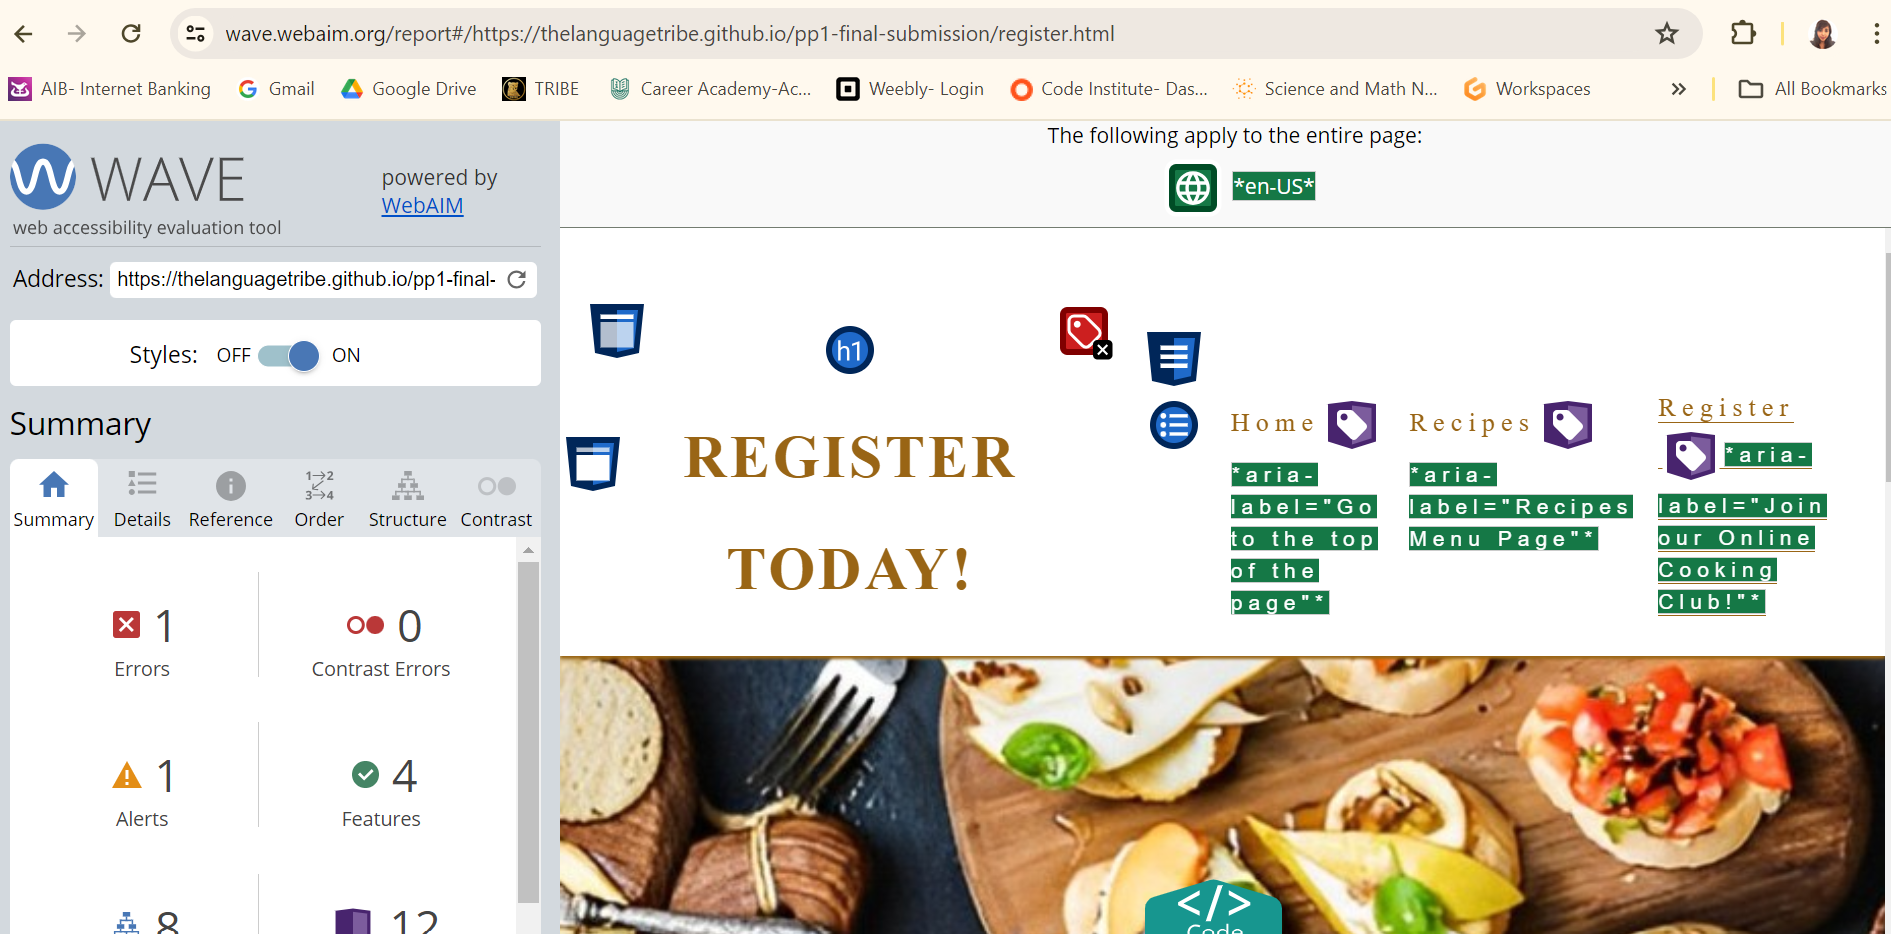 wave.webaim.org/report#/https://thelanguagetribe.github.io/pp1-final-submission/register.html
AIB- Internet Banking
Gmail
Google Drive
TRIBE
Career Academy-Ac...
Weebly- Login
Code Institute- Das...
Science and Math N...
Workspaces
»
All Bookmarks
WAVE
powered by
WebAIM
web accessibility evaluation tool
Address: https://thelanguagetribe.github.io/pp1-final-
Styles: OFF ON
Summary
Summary
Details
Reference
1→2
3→4
Order
Structure
Contrast
1
Errors
0
Contrast Errors
1
Alerts
4
Features
8
12
The following apply to the entire page:
*en-US*
h1
REGISTER
TODAY!
Home
*aria-
label="Go
to the top
of the
page"*
Recipes
*aria-
label="Recipes
Menu Page"*
Register
*aria-
label="Join
our Online
Cooking
Club!"*
</>
Code